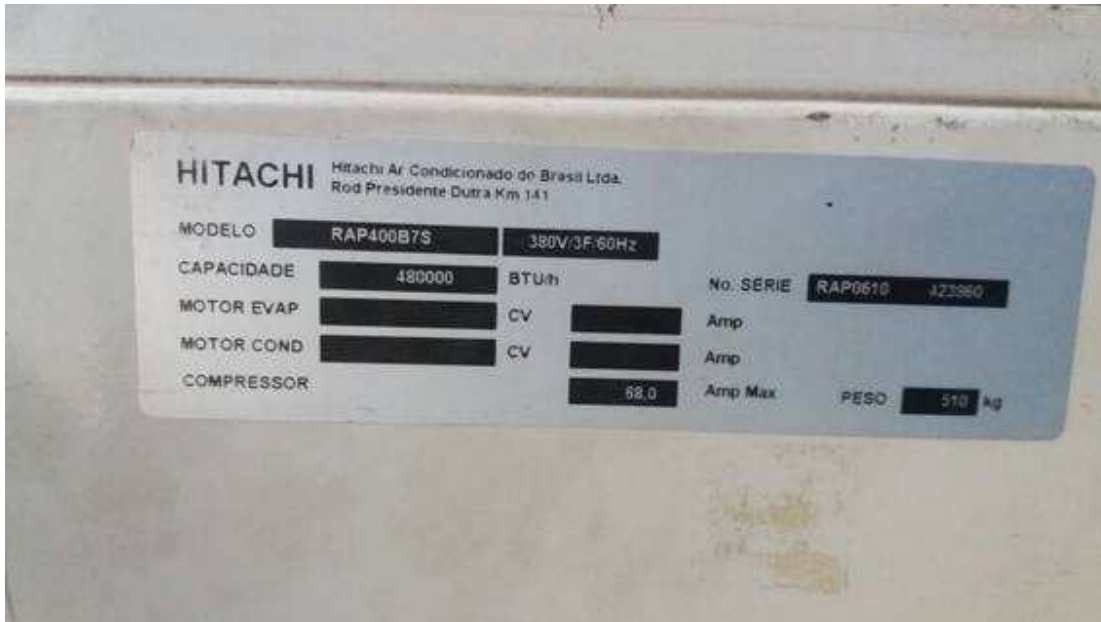 HITACHI Hitachi Ar Condicionado do Brasil Ltda.
Rod Presidente Dutra Km 141
MODELO RAP400B7S 380V/3F/60Hz
CAPACIDADE 480000 BTU/h No. SERIE RAP0610 423960
MOTOR EVAP CV Amp
MOTOR COND CV Amp
COMPRESSOR 68,0 Amp Max PESO 510 kg